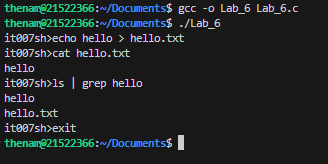 thenam@21522366:~/Documents$ gcc -o Lab_6 Lab_6.c
thenam@21522366:~/Documents$ ./Lab_6
it007sh>echo hello > hello.txt
it007sh>cat hello.txt
hello
it007sh>ls | grep hello
hello
hello.txt
it007sh>exit
thenam@21522366:~/Documents$